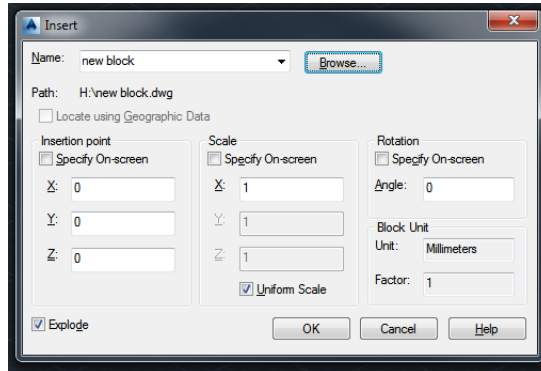 Insert
Name: new block Browse...
Path: H:\new block.dwg
Locate using Geographic Data
Insertion point
Specify On-screen
X: 0
Y: 0
Z: 0
Scale
Specify On-screen
X: 1
Y: 1
Z: 1
Uniform Scale
Rotation
Specify On-screen
Angle: 0
Block Unit
Unit: Millimeters
Factor: 1
Explode
OK Cancel Help